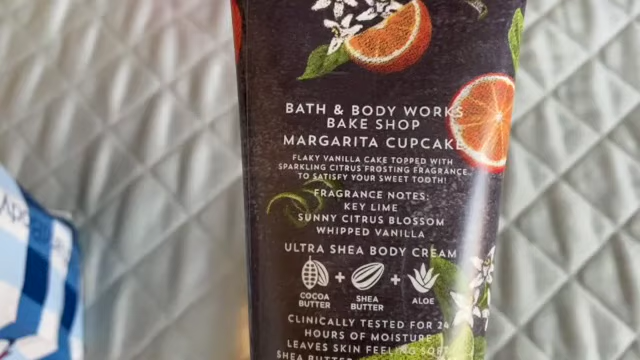 BATH & BODY WORKS
BAKE SHOP
MARGARITA CUPCAKE
FLAKY VANILLA CAKE TOPPED WITH
SPARKLING CITRUS FROSTING FRAGRANCE
TO SATISFY YOUR SWEET TOOTH!
FRAGRANCE NOTES:
KEY LIME
SUNNY CITRUS BLOSSOM
WHIPPED VANILLA
ULTRA SHEA BODY CREAM
COCOA BUTTER + SHEA BUTTER + ALOE
CLINICALLY TESTED FOR 24
HOURS OF MOISTURE
LEAVES SKIN FEELING SOFT
SHEA BUTTER